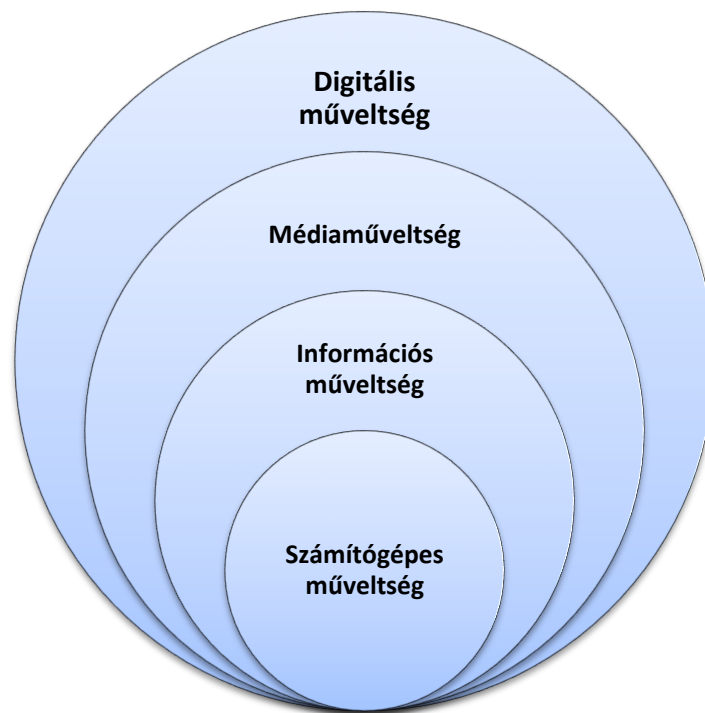 Digitális
műveltség
Médiaműveltség
Információs
műveltség
Számítógépes
műveltség